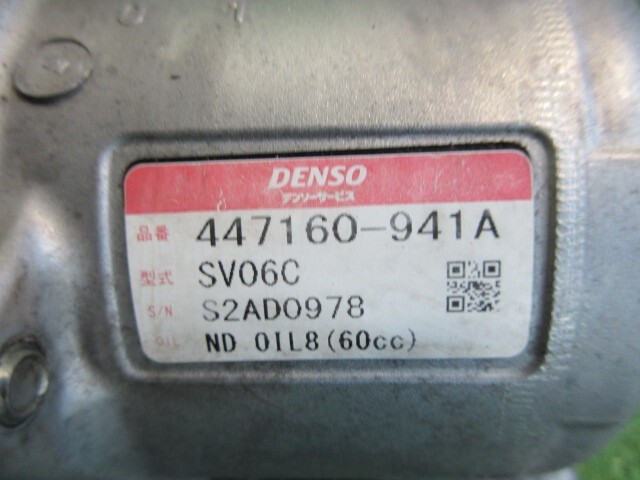 DENSO
デンソーサービス
品番 447160-941A
型式 SV06C
S/N S2AD0978
OIL ND OIL8(60cc)